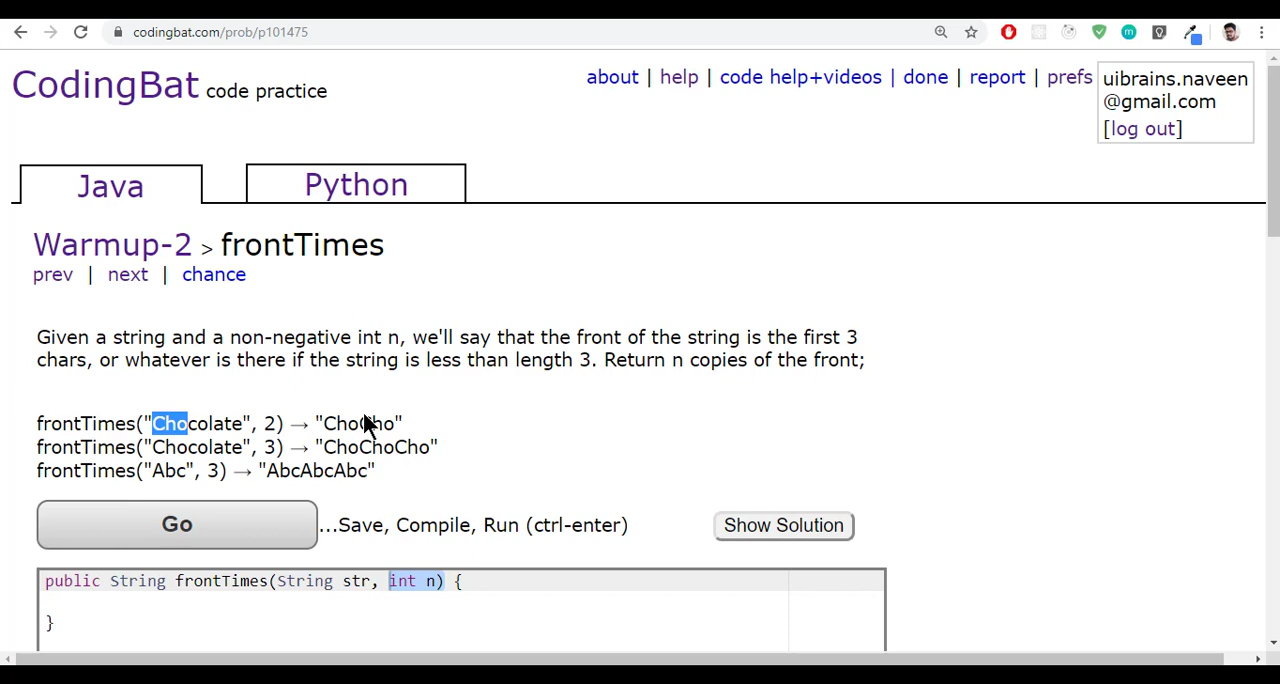 codingbat.com/prob/p101475
CodingBat code practice
about | help | code help+videos | done | report | prefs
uibrains.naveen
@gmail.com
[log out]
Java
Python
Warmup-2 > frontTimes
prev | next | chance
Given a string and a non-negative int n, we'll say that the front of the string is the first 3
chars, or whatever is there if the string is less than length 3. Return n copies of the front;
frontTimes("Chocolate", 2) → "ChoCho"
frontTimes("Chocolate", 3) → "ChoChoCho"
frontTimes("Abc", 3) → "AbcAbcAbc"
Go
...Save, Compile, Run (ctrl-enter)
Show Solution
public String frontTimes(String str, int n) {
}